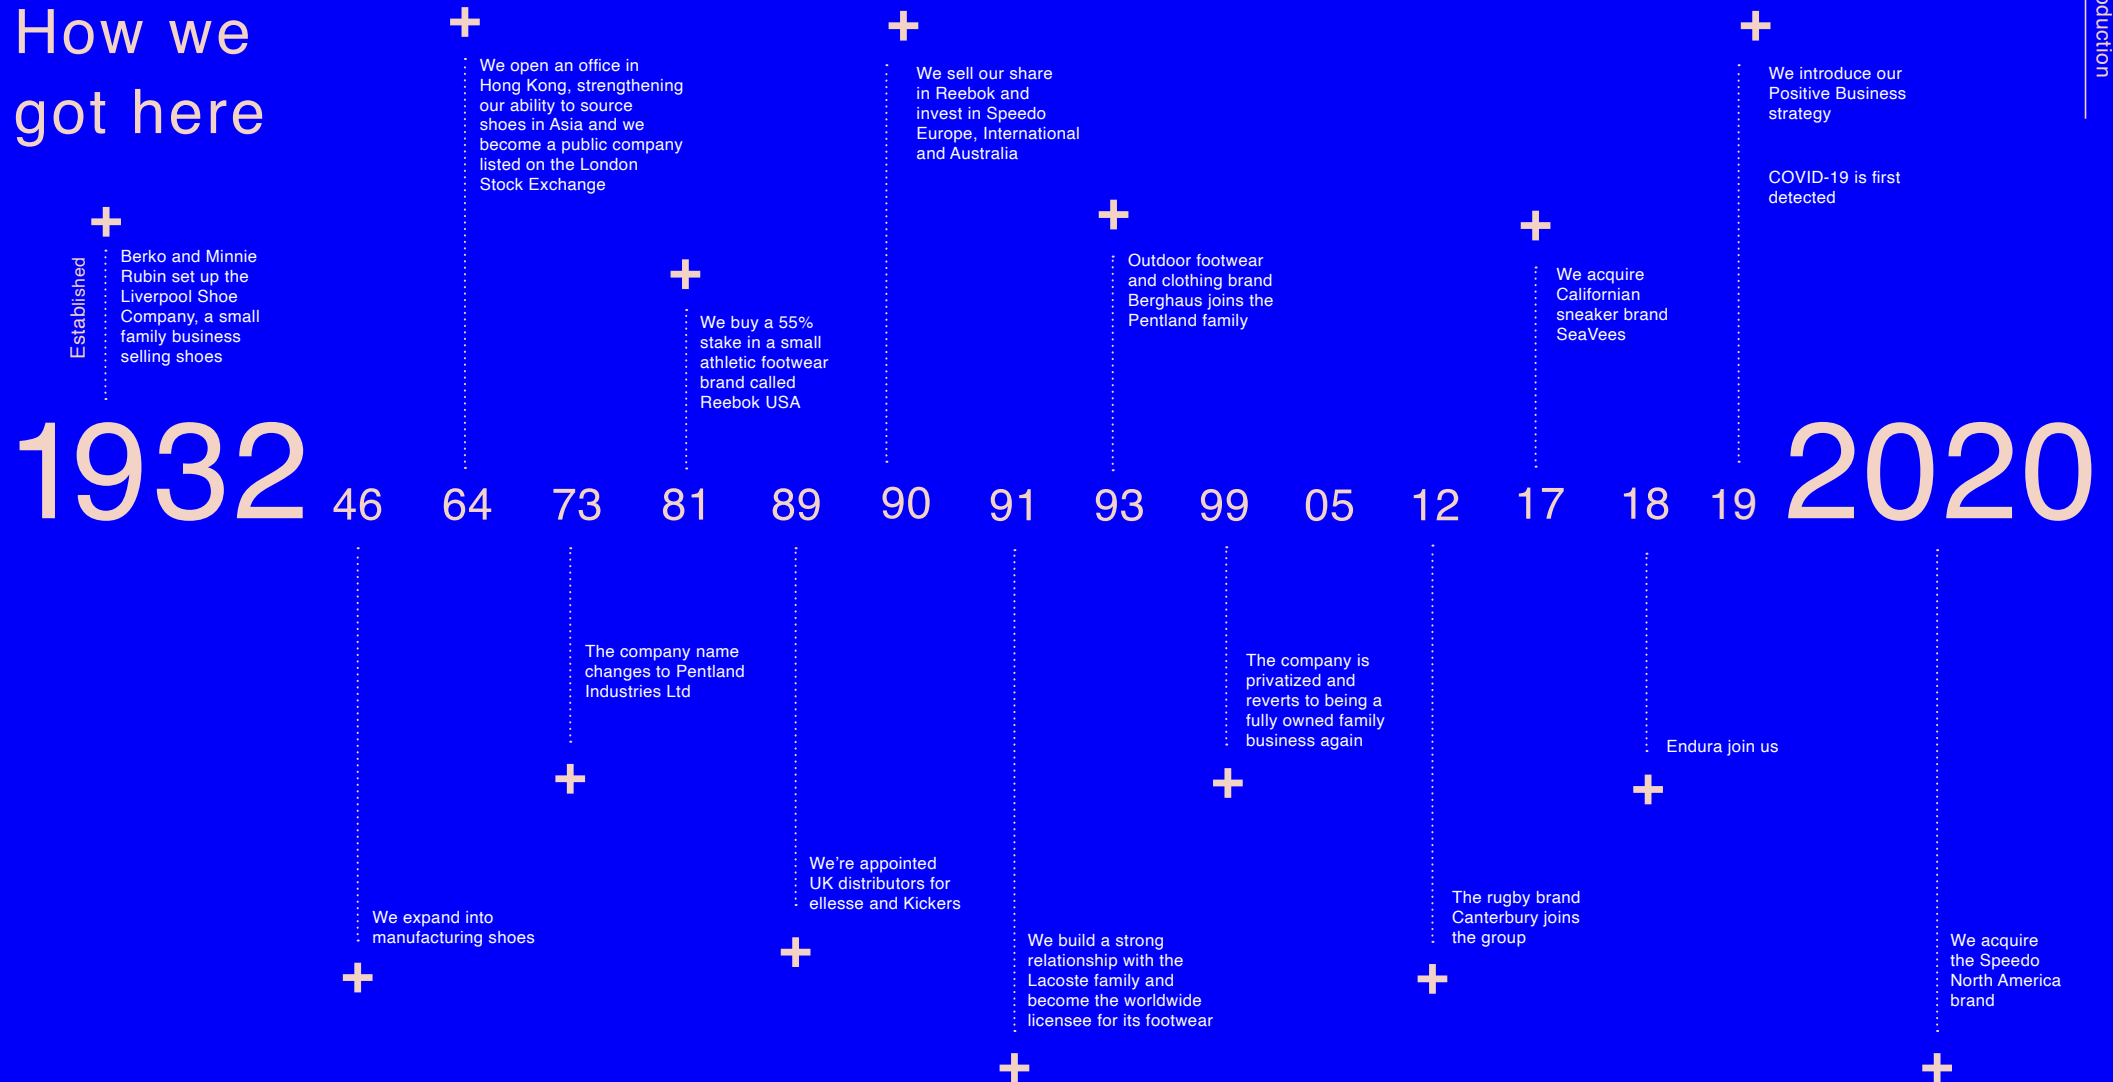 How we
got here
oduction
We open an office in
Hong Kong, strengthening
our ability to source
shoes in Asia and we
become a public company
listed on the London
Stock Exchange
We sell our share
in Reebok and
invest in Speedo
Europe, International
and Australia
We introduce our
Positive Business
strategy
COVID-19 is first
detected
Established
Berko and Minnie
Rubin set up the
Liverpool Shoe
Company, a small
family business
selling shoes
We buy a 55%
stake in a small
athletic footwear
brand called
Reebok USA
Outdoor footwear
and clothing brand
Berghaus joins the
Pentland family
We acquire
Californian
sneaker brand
SeaVees
1932 46 64 73 81 89 90 91 93 99 05 12 17 18 19 2020
The company name
changes to Pentland
Industries Ltd
The company is
privatized and
reverts to being a
fully owned family
business again
Endura join us
We expand into
manufacturing shoes
We're appointed
UK distributors for
ellesse and Kickers
We build a strong
relationship with the
Lacoste family and
become the worldwide
licensee for its footwear
The rugby brand
Canterbury joins
the group
We acquire
the Speedo
North America
brand